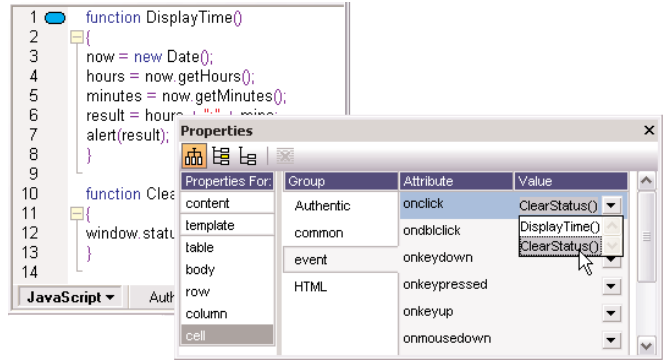 1 function DisplayTime()
2 {
3 now = new Date();
4 hours = now.getHours();
5 minutes = now.getMinutes();
6 result = hours + ":" + mins;
7 alert(result);
8 }
9
10 function Clea
11 {
12 window.statu
13 }
14
JavaScript Auth
Properties
Properties For: Group Attribute Value
content Authentic onclick ClearStatus()
template common ondblclick DisplayTime()
ClearStatus()
table event onkeydown
body HTML onkeypressed
row onkeyup
column onmousedown
cell